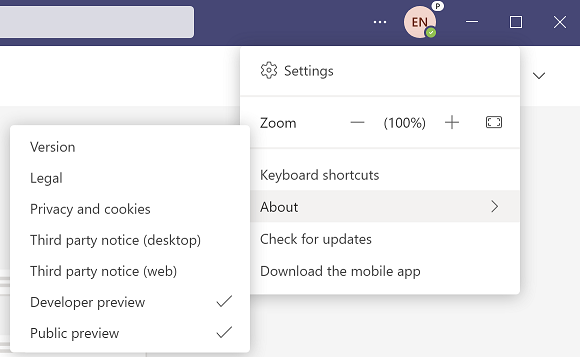 P
EN
Settings
Zoom — (100%) +
Keyboard shortcuts
About
Check for updates
Download the mobile app
Version
Legal
Privacy and cookies
Third party notice (desktop)
Third party notice (web)
Developer preview
Public preview